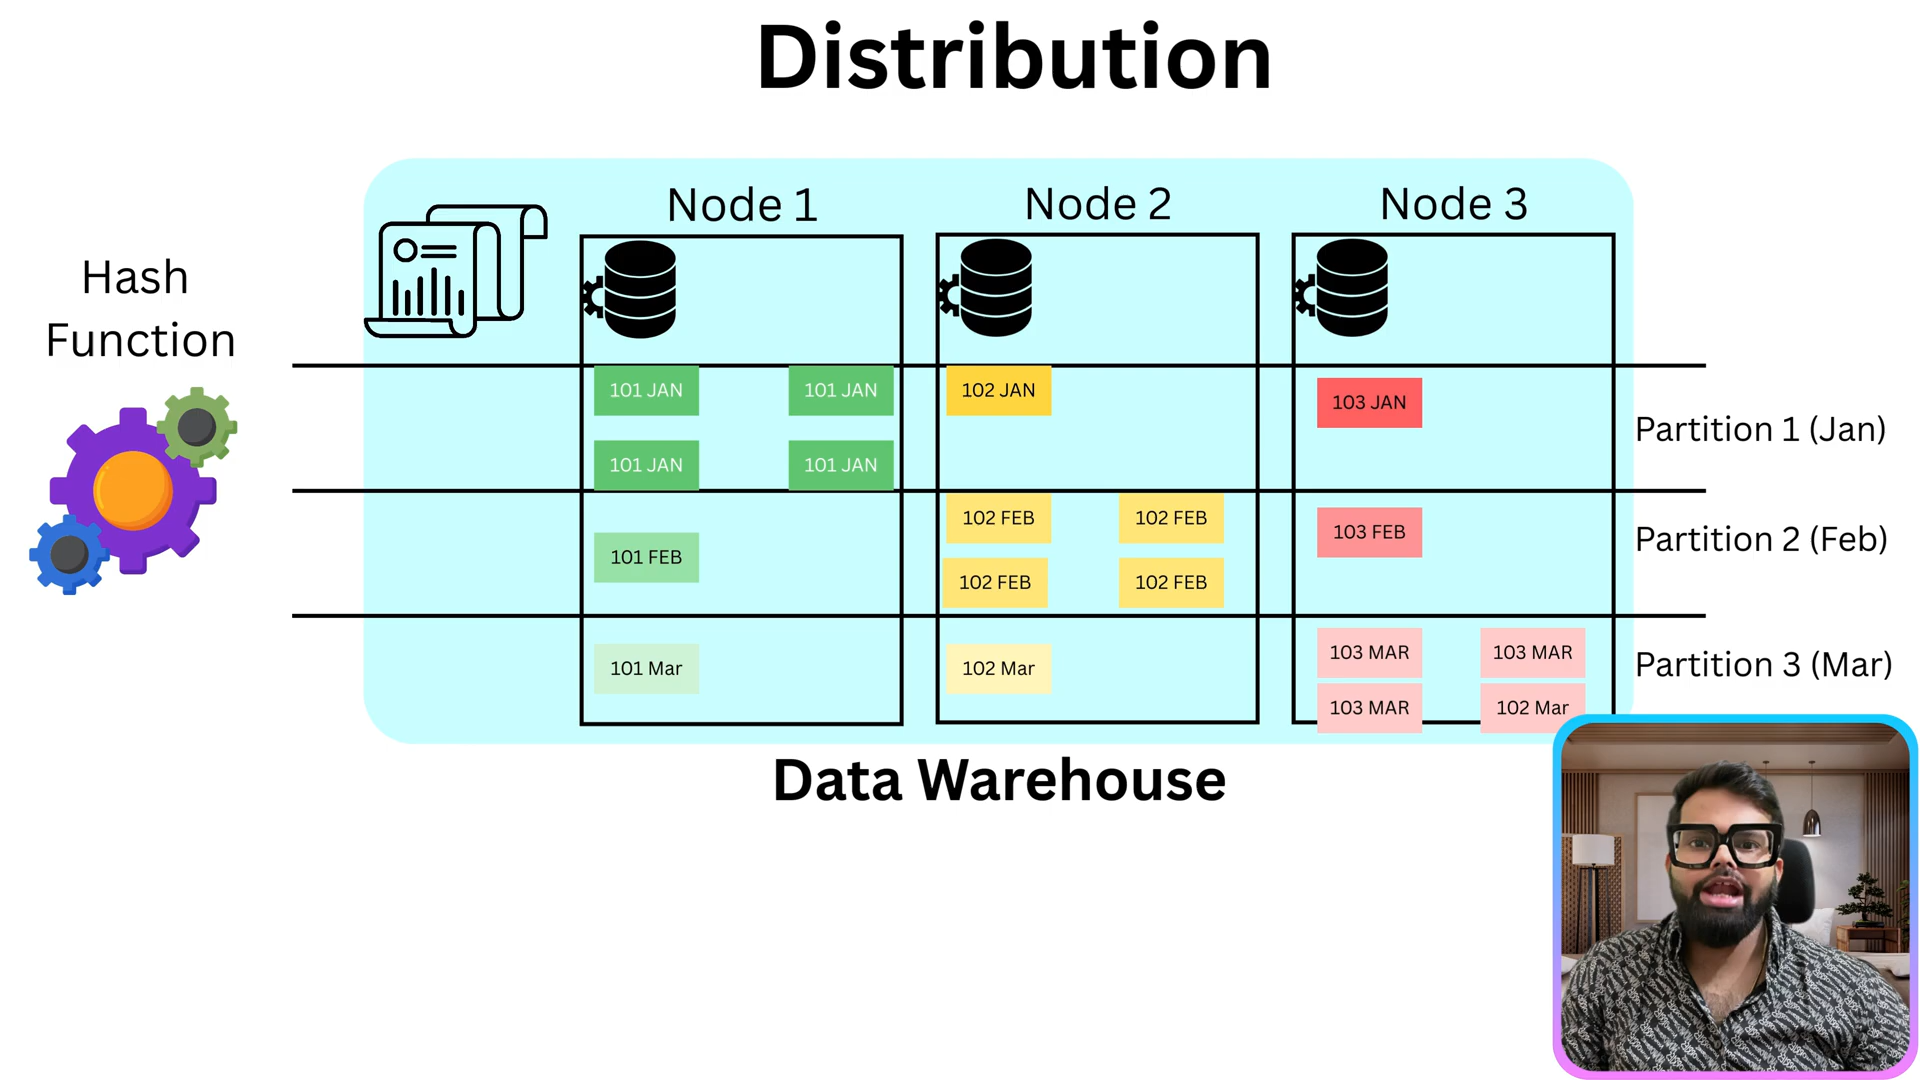 Distribution
Hash
Function
Node 1
Node 2
Node 3
101 JAN
101 JAN
102 JAN
103 JAN
101 JAN
101 JAN
Partition 1 (Jan)
102 FEB
102 FEB
103 FEB
101 FEB
102 FEB
102 FEB
Partition 2 (Feb)
101 Mar
102 Mar
103 MAR
103 MAR
103 MAR
102 Mar
Partition 3 (Mar)
Data Warehouse